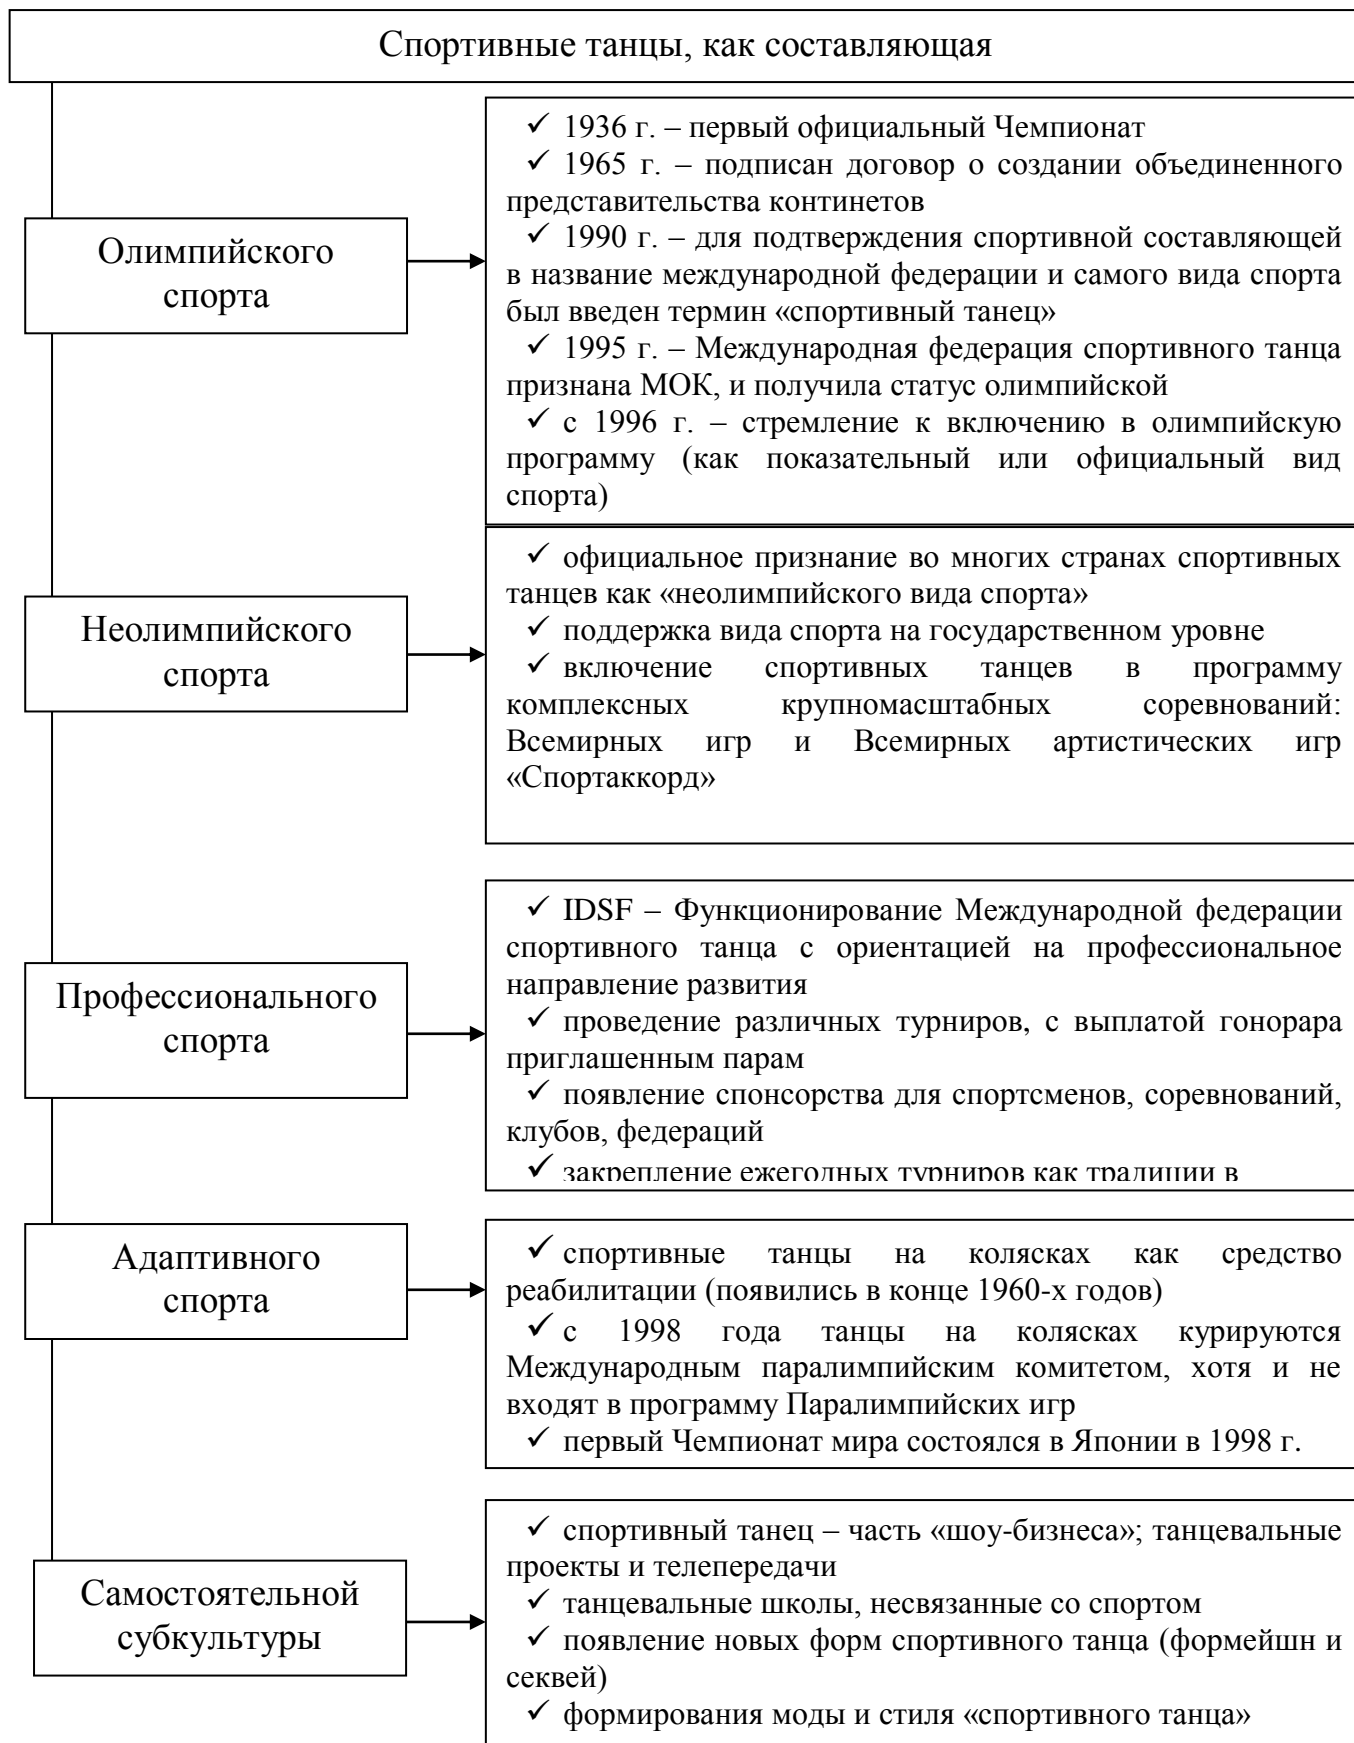 Спортивные танцы, как составляющая
Олимпийского
спорта
✓ 1936 г. – первый официальный Чемпионат
✓ 1965 г. – подписан договор о создании объединенного
представительства континетов
✓ 1990 г. – для подтверждения спортивной составляющей
в название международной федерации и самого вида спорта
был введен термин «спортивный танец»
✓ 1995 г. – Международная федерация спортивного танца
признана МОК, и получила статус олимпийской
✓ с 1996 г. – стремление к включению в олимпийскую
программу (как показательный или официальный вид
спорта)
Неолимпийского
спорта
✓ официальное признание во многих странах спортивных
танцев как «неолимпийского вида спорта»
✓ поддержка вида спорта на государственном уровне
✓ включение спортивных танцев в программу
комплексных крупномасштабных соревнований:
Всемирных игр и Всемирных артистических игр
«Спортаккорд»
Профессионального
спорта
✓ IDSF – Функционирование Международной федерации
спортивного танца с ориентацией на профессиональное
направление развития
✓ проведение различных турниров, с выплатой гонорара
приглашенным парам
✓ появление спонсорства для спортсменов, соревнований,
клубов, федераций
✓ закрепление ежегодных турниров как традиции в
Адаптивного
спорта
✓ спортивные танцы на колясках как средство
реабилитации (появились в конце 1960-х годов)
✓ с 1998 года танцы на колясках курируются
Международным паралимпийским комитетом, хотя и не
входят в программу Паралимпийских игр
✓ первый Чемпионат мира состоялся в Японии в 1998 г.
Самостоятельной
субкультуры
✓ спортивный танец – часть «шоу-бизнеса»; танцевальные
проекты и телепередачи
✓ танцевальные школы, несвязанные со спортом
✓ появление новых форм спортивного танца (формейшн и
секвей)
✓ формирования моды и стиля «спортивного танца»